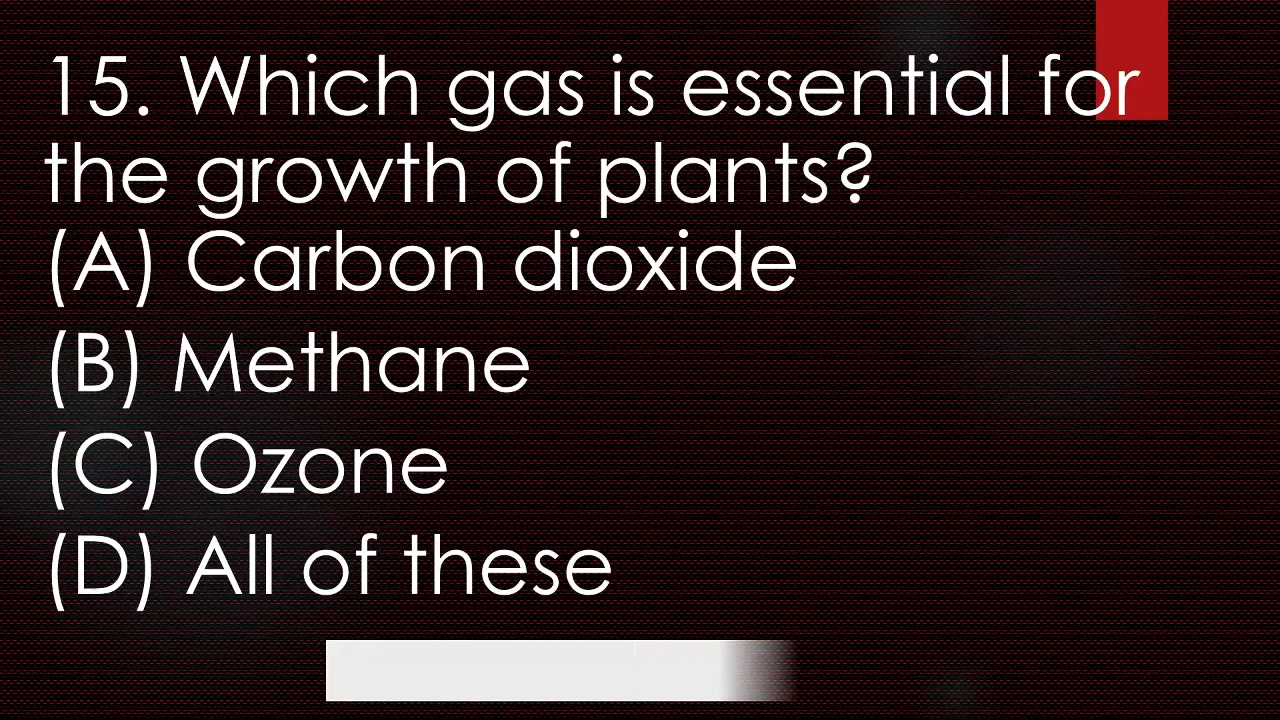 15. Which gas is essential for
the growth of plants?
(A) Carbon dioxide
(B) Methane
(C) Ozone
(D) All of these